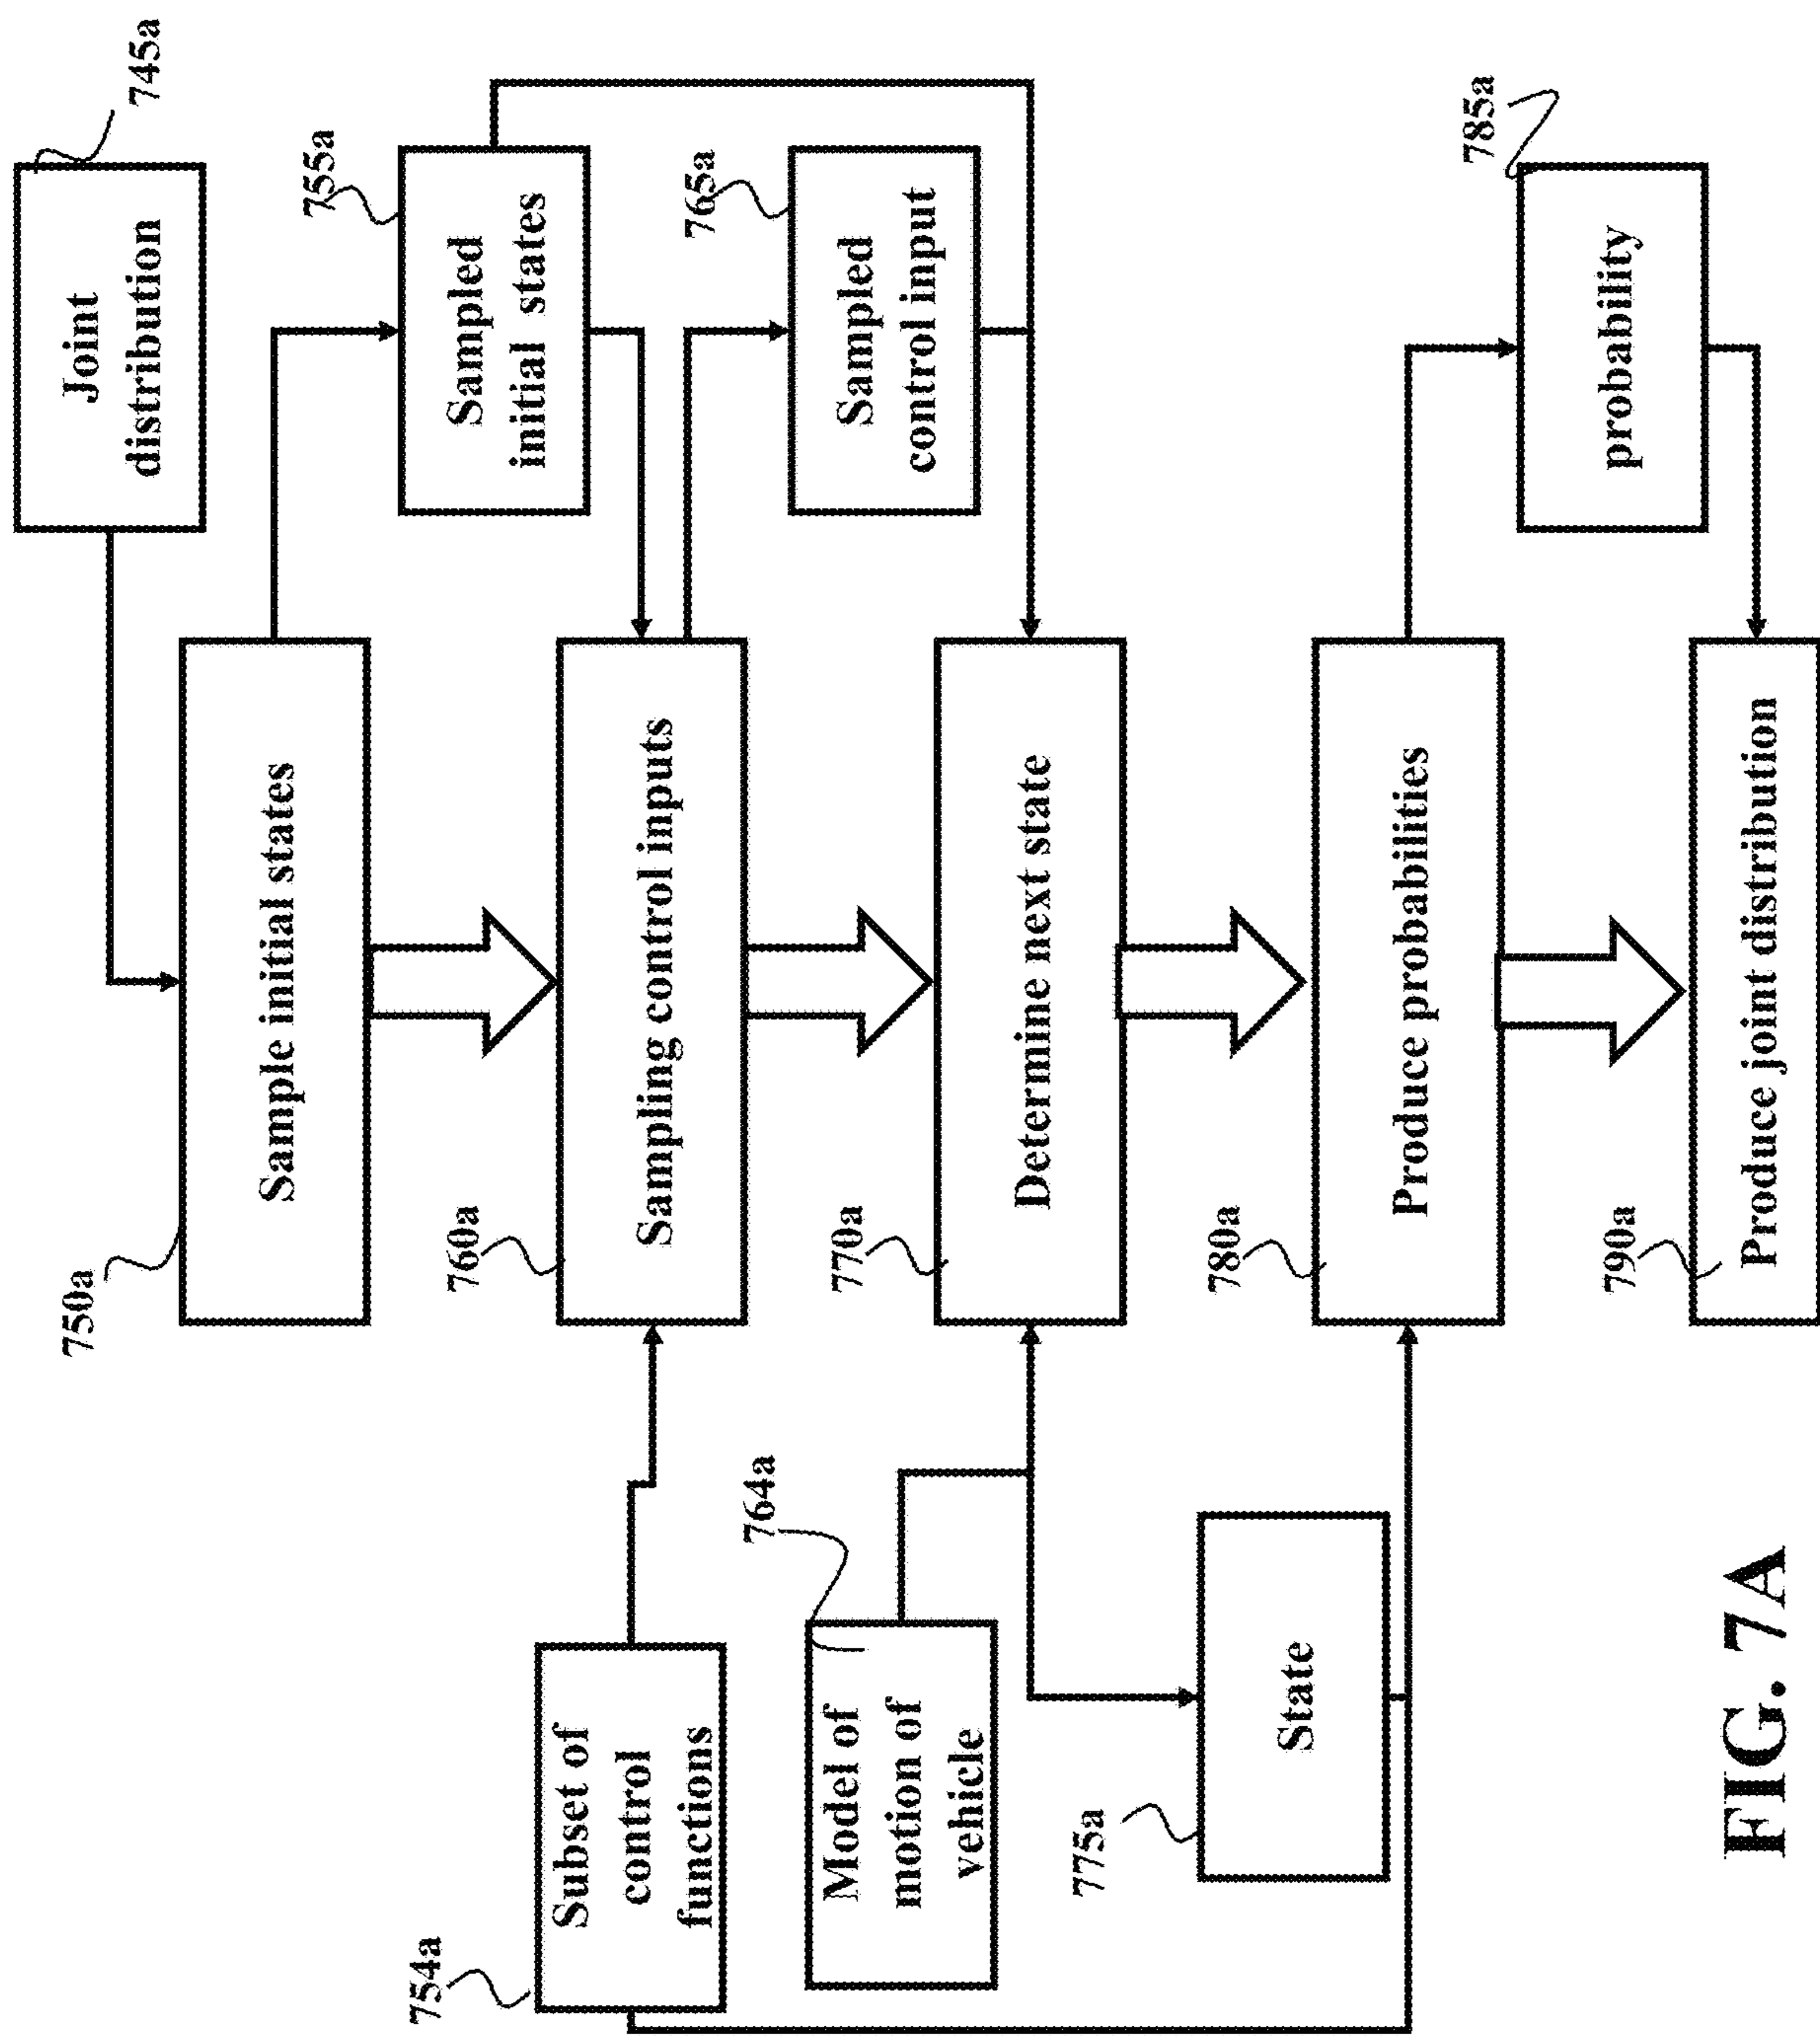 745a
Joint
distribution
750a
Sample initial states
755a
Sampled
initial states
754a
Subset of
control
functions
760a
Sampling control inputs
765a
Sampled
control input
764a
Model of
motion of
vehicle
770a
Determine next state
775a
State
780a
Produce probabilities
785a
probability
790a
Produce joint distribution
FIG. 7A